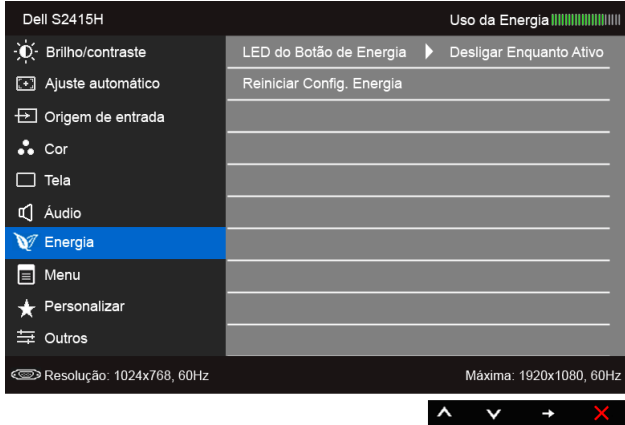 Dell S2415H Uso da Energia
Brilho/contraste LED do Botão de Energia Desligar Enquanto Ativo
Ajuste automático Reiniciar Config. Energia
Origem de entrada
Cor
Tela
Áudio
Energia
Menu
Personalizar
Outros
Resolução: 1024x768, 60Hz Máxima: 1920x1080, 60Hz